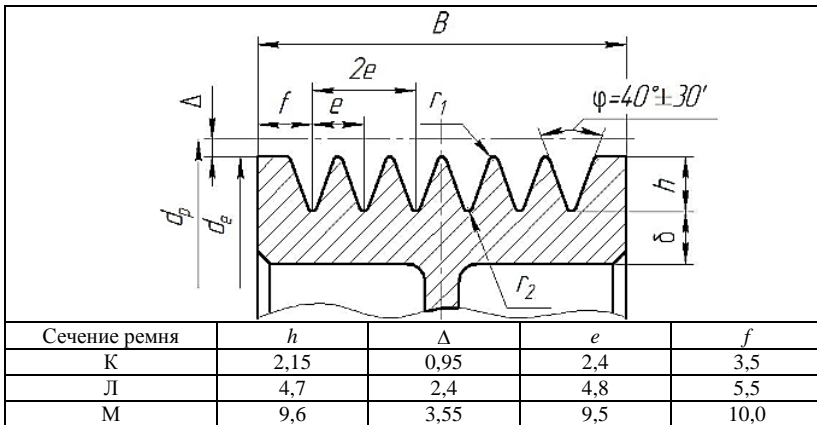 B
2e
Δ
f
e
r₁
φ=40°±30'
dₚ
dₑ
h
δ
r₂
Сечение ремня h Δ e f
К 2,15 0,95 2,4 3,5
Л 4,7 2,4 4,8 5,5
М 9,6 3,55 9,5 10,0